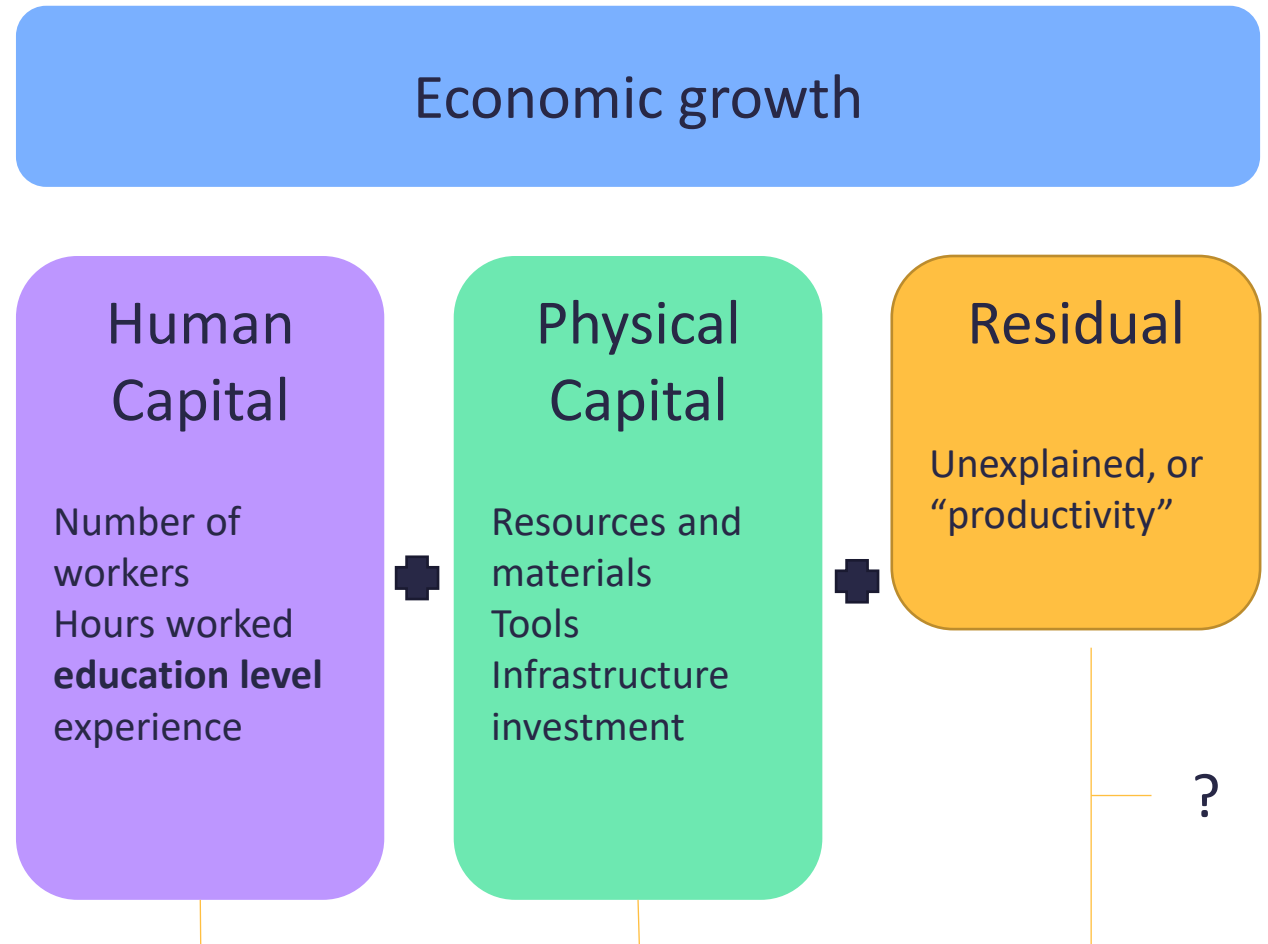 Economic growth
Human
Capital
Number of
workers
Hours worked
education level
experience
Physical
Capital
Resources and
materials
Tools
Infrastructure
investment
Residual
Unexplained, or
“productivity”
?